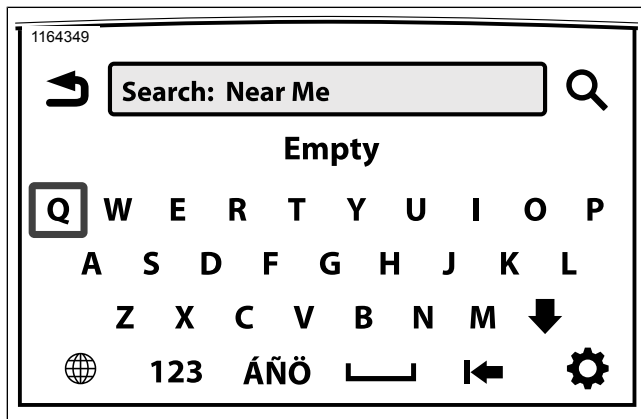 1164349
Search: Near Me
Empty
Q W E R T Y U I O P
A S D F G H J K L
Z X C V B N M
123 ÁÑÖ